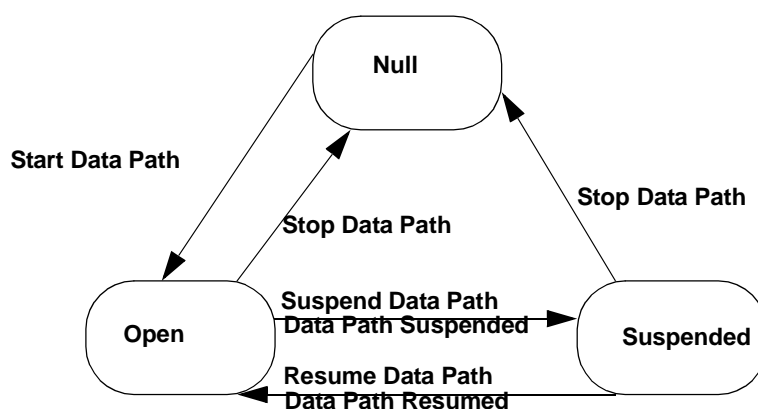 Null
Start Data Path
Stop Data Path
Stop Data Path
Suspend Data Path
Data Path Suspended
Open
Suspended
Resume Data Path
Data Path Resumed